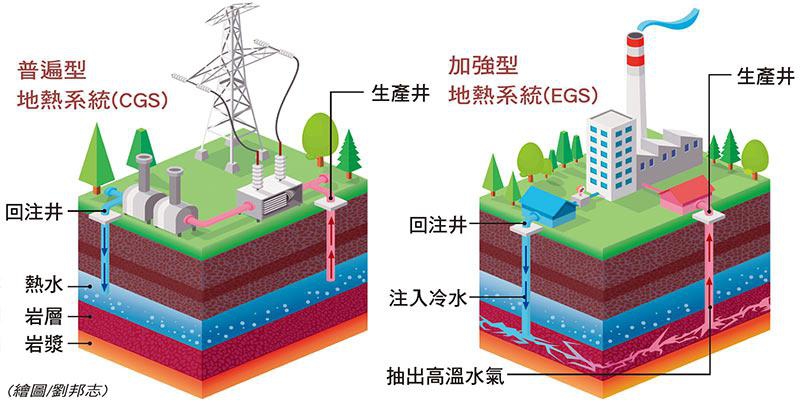 普遍型
地熱系統(CGS)
生產井
回注井
熱水
岩層
岩漿
(繪圖/劉邦志)
加強型
地熱系統(EGS)
生產井
回注井
注入冷水
抽出高溫水氣